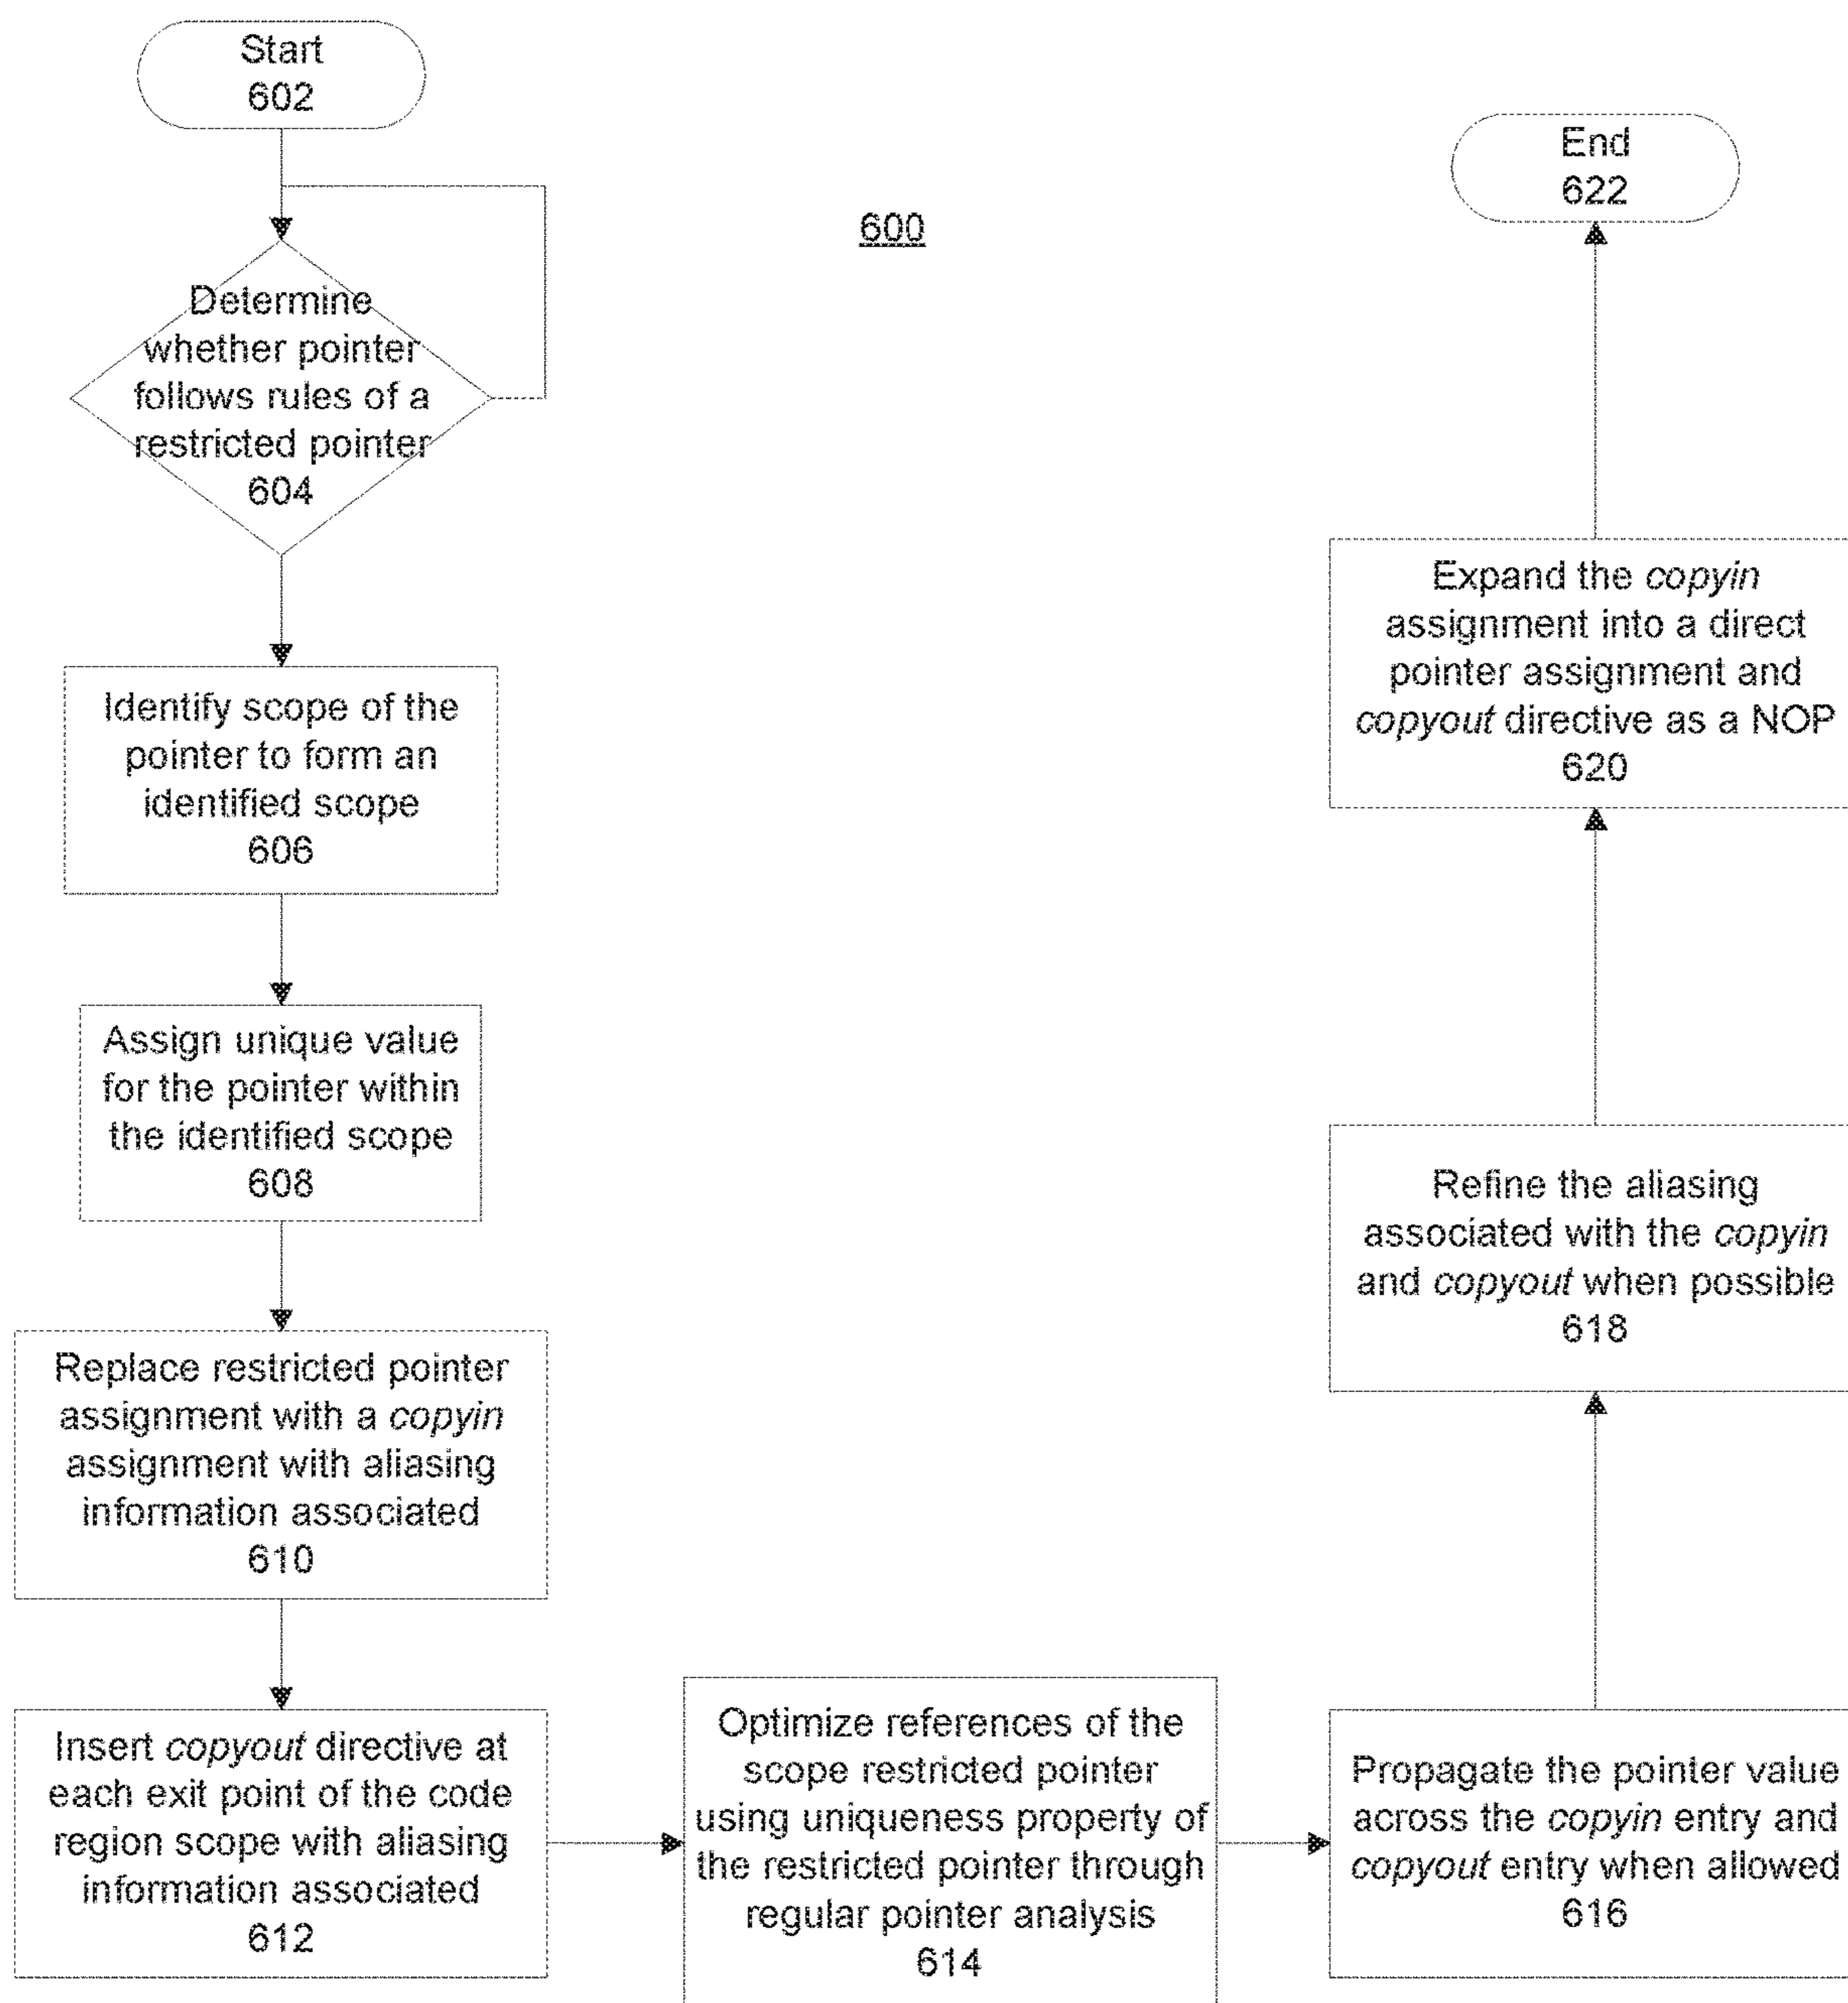 Start
602
600
Determine
whether pointer
follows rules of a
restricted pointer
604
Identify scope of the
pointer to form an
identified scope
606
Assign unique value
for the pointer within
the identified scope
608
Replace restricted pointer
assignment with a copyin
assignment with aliasing
information associated
610
Insert copyout directive at
each exit point of the code
region scope with aliasing
information associated
612
Optimize references of the
scope restricted pointer
using uniqueness property of
the restricted pointer through
regular pointer analysis
614
Propagate the pointer value
across the copyin entry and
copyout entry when allowed
616
Refine the aliasing
associated with the copyin
and copyout when possible
618
Expand the copyin
assignment into a direct
pointer assignment and
copyout directive as a NOP
620
End
622